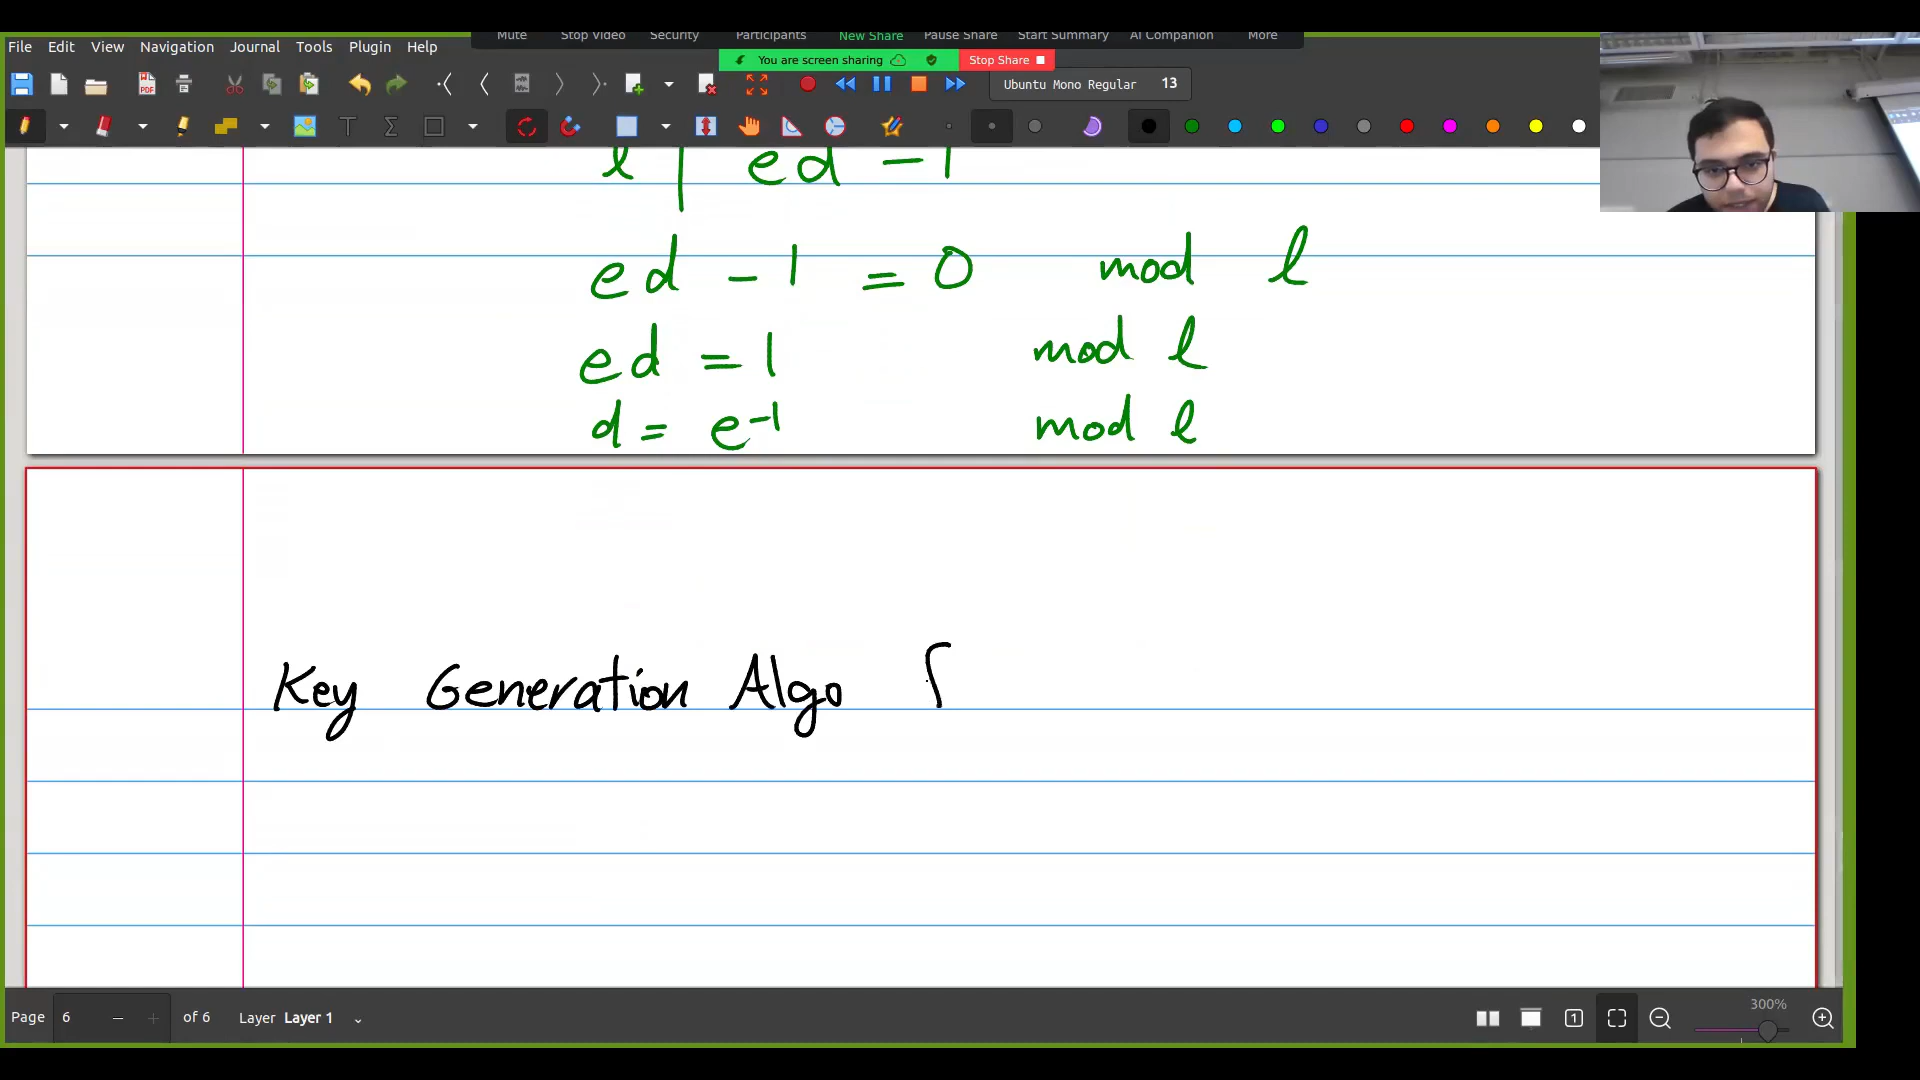 Mute Stop Video Security Participants New Share Pause Share Start Summary AI Companion More
File Edit View Navigation Journal Tools Plugin Help
You are screen sharing Stop Share
Ubuntu Mono Regular 13
l | ed - 1
ed - 1 = 0 mod l
ed = 1 mod l
d = e⁻¹ mod l
Key Generation Algo
Page 6 of 6 Layer Layer 1 300%